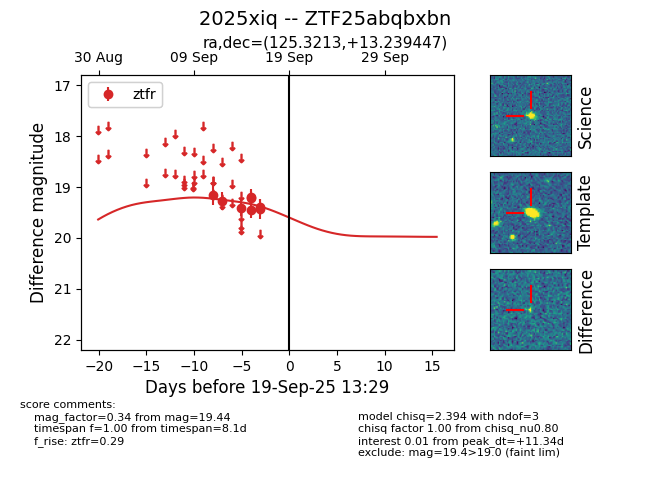 2025xiq -- ZTF25abqbxbn
ra,dec=(125.3213,+13.239447)
30 Aug 09 Sep 19 Sep 29 Sep
ztfr
17
18
19
20
21
22
Difference magnitude
−20 −15 −10 −5 0 5 10 15
Days before 19-Sep-25 13:29
Science
Template
Difference
score comments:
mag_factor=0.34 from mag=19.44
timespan f=1.00 from timespan=8.1d
f_rise: ztfr=0.29
model chisq=2.394 with ndof=3
chisq factor 1.00 from chisq_nu0.80
interest 0.01 from peak_dt=+11.34d
exclude: mag=19.4>19.0 (faint lim)